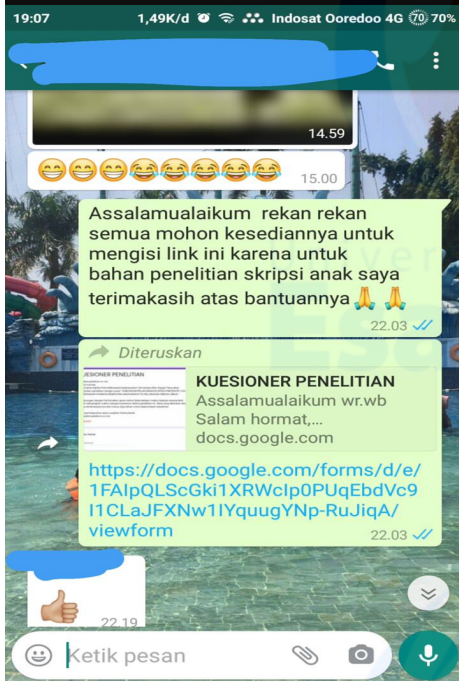 19:07
1,49K/d Indosat Ooredoo 4G 70 70%
14.59
15.00
Assalamualaikum rekan rekan
semua mohon kesediannya untuk
mengisi link ini karena untuk
bahan penelitian skripsi anak saya
terimakasih atas bantuannya 🙏 🙏
22.03
Diteruskan
KUESIONER PENELITIAN
Assalamualaikum wr.wb
Salam hormat,...
docs.google.com
https://docs.google.com/forms/d/e/
1FAIpQLScGki1XRWcIp0PUqEbdVc9
I1CLaJFXNw1IYquugYNp-RuJiqA/
viewform
22.03
22.19
Ketik pesan